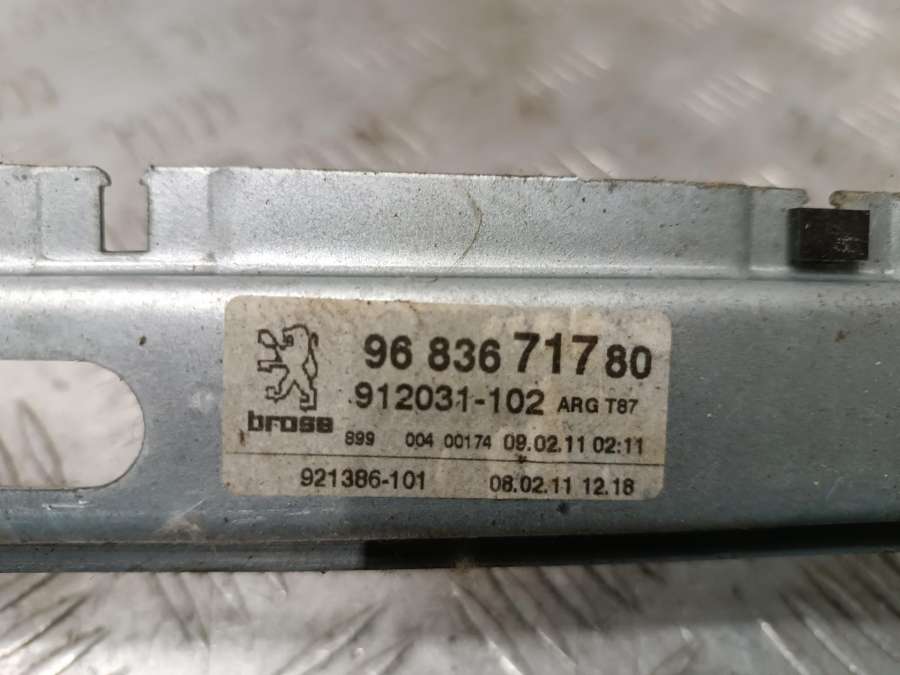 96 836 717 80
912031-102 ARG T87
brose
899 004 00174 09.02.11 02:11
921386-101 08.02.11 12.18